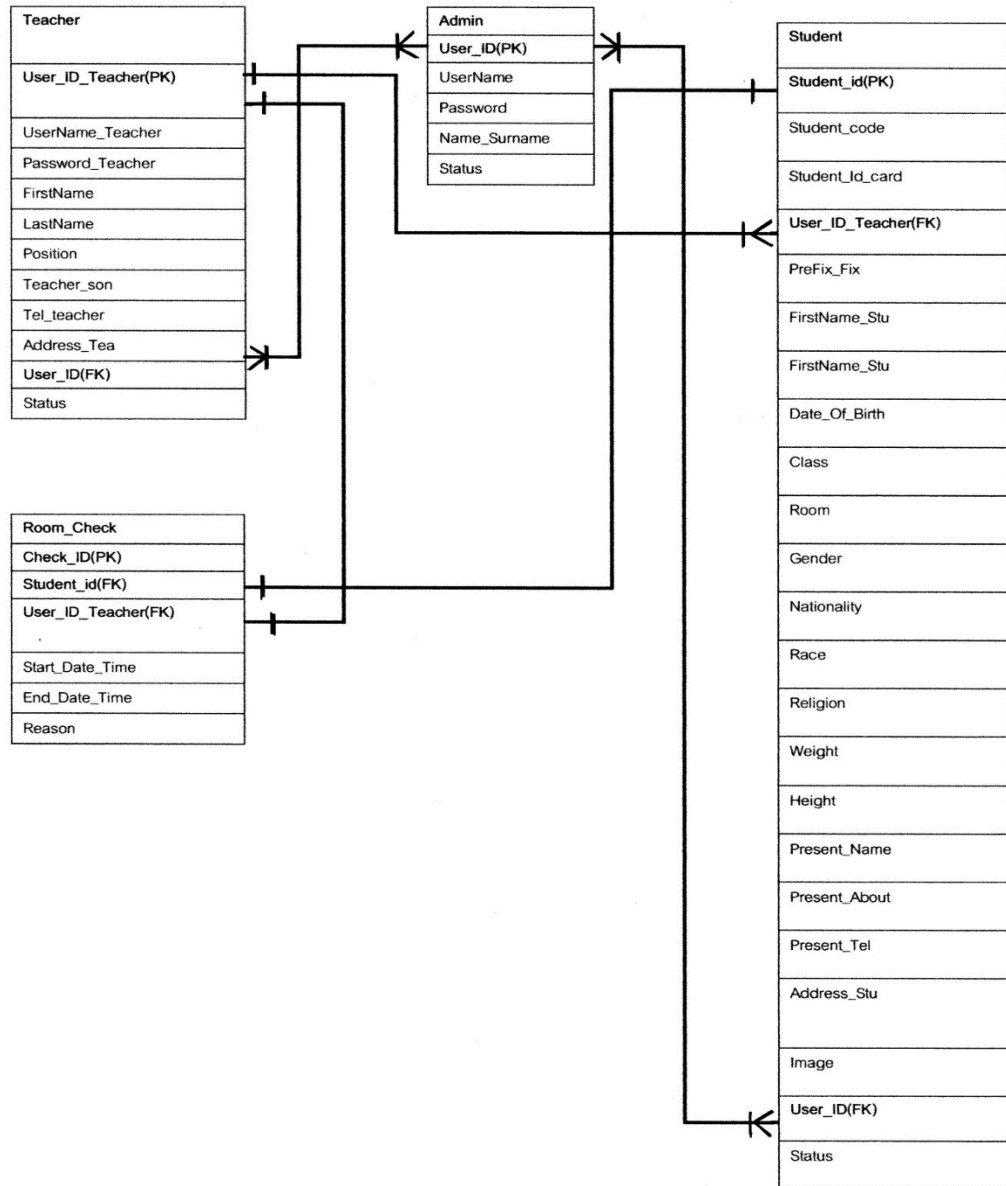 Teacher
User_ID_Teacher(PK)
UserName_Teacher
Password_Teacher
FirstName
LastName
Position
Teacher_son
Tel_teacher
Address_Tea
User_ID(FK)
Status
Admin
User_ID(PK)
UserName
Password
Name_Surname
Status
Student
Student_id(PK)
Student_code
Student_Id_card
User_ID_Teacher(FK)
PreFix_Fix
FirstName_Stu
FirstName_Stu
Date_Of_Birth
Class
Room
Gender
Nationality
Race
Religion
Weight
Height
Present_Name
Present_About
Present_Tel
Address_Stu
Image
User_ID(FK)
Status
Room_Check
Check_ID(PK)
Student_id(FK)
User_ID_Teacher(FK)
Start_Date_Time
End_Date_Time
Reason